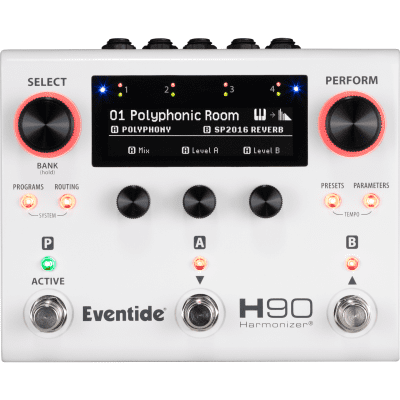 SELECT
PERFORM
1 2 3 4
01 Polyphonic Room
A POLYPHONY B SP2016 REVERB
A Mix A Level A B Level B
BANK
(hold)
PROGRAMS ROUTING
SYSTEM
PRESETS PARAMETERS
TEMPO
P A B
ACTIVE
Eventide®
H90
Harmonizer®